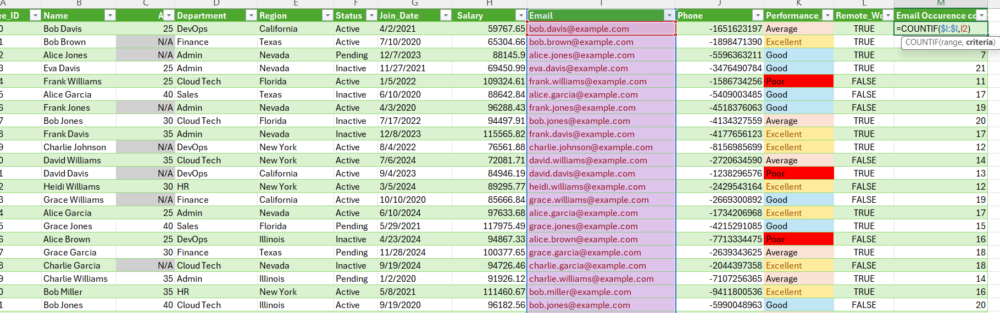 A B C D E F G H I J K L M
ee_ID Name A Department Region Status Join_Date Salary Email Phone Performance_ Remote_Wo Email Occurence co
0 Bob Davis 25 DevOps California Active 4/2/2021 59767.65 bob.davis@example.com -1651623197 Average TRUE =COUNTIF($I:$I,I2)
1 Bob Brown N/A Finance Texas Active 7/10/2020 65304.66 bob.brown@example.com -1898471390 Excellent TRUE COUNTIF(range, criteria)
2 Alice Jones N/A Admin Nevada Pending 12/7/2023 88145.9 alice.jones@example.com -5596363211 Good TRUE 7
3 Eva Davis 25 Admin Nevada Inactive 11/27/2021 69450.99 eva.davis@example.com -3476490784 Good TRUE 21
4 Frank Williams 25 Cloud Tech Florida Active 1/5/2022 109324.61 frank.williams@example.com -1586734256 Poor FALSE 11
5 Alice Garcia 40 Sales Texas Inactive 6/10/2020 88642.84 alice.garcia@example.com -5409003485 Good FALSE 17
6 Frank Jones N/A Admin Nevada Active 4/3/2020 96288.43 frank.jones@example.com -4518376063 Good FALSE 19
7 Bob Jones 30 Cloud Tech Florida Inactive 7/17/2022 94497.91 bob.jones@example.com -4134327559 Average TRUE 20
8 Frank Davis 35 Admin Nevada Inactive 12/8/2023 115565.82 frank.davis@example.com -4177656123 Excellent TRUE 17
9 Charlie Johnson N/A DevOps New York Active 8/4/2022 76561.88 charlie.johnson@example.com -8156985699 Excellent TRUE 12
0 David Williams 35 Cloud Tech New York Active 7/6/2024 72081.71 david.williams@example.com -2720634590 Average FALSE 14
1 David Davis N/A DevOps California Active 9/4/2023 84946.19 david.davis@example.com -1238296576 Poor TRUE 13
2 Heidi Williams 30 HR New York Active 3/5/2024 89295.77 heidi.williams@example.com -2429543164 Excellent FALSE 12
3 Grace Williams N/A Finance California Active 10/10/2020 85666.84 grace.williams@example.com -2669300892 Good FALSE 19
4 Alice Garcia 25 Admin Nevada Active 6/10/2024 97633.68 alice.garcia@example.com -1734206968 Excellent TRUE 17
5 Grace Jones 40 Sales Florida Pending 5/29/2021 117975.49 grace.jones@example.com -4215291085 Good TRUE 15
6 Alice Brown 25 DevOps Illinois Inactive 4/23/2024 94867.33 alice.brown@example.com -7713334475 Poor FALSE 16
7 Grace Garcia 30 Finance Texas Pending 11/28/2024 100377.65 grace.garcia@example.com -2639343625 Average TRUE 18
8 Charlie Garcia N/A Cloud Tech Nevada Inactive 9/19/2024 94726.46 charlie.garcia@example.com -2044397358 Excellent FALSE 18
9 Charlie Williams 35 Admin Illinois Pending 1/2/2020 91926.12 charlie.williams@example.com -7107256365 Average TRUE 14
0 Bob Miller 35 HR New York Active 5/8/2021 111460.67 bob.miller@example.com -9411800536 Excellent TRUE 16
1 Bob Jones 40 Cloud Tech Illinois Active 9/19/2020 96182.56 bob.jones@example.com -5990048963 Good FALSE 20